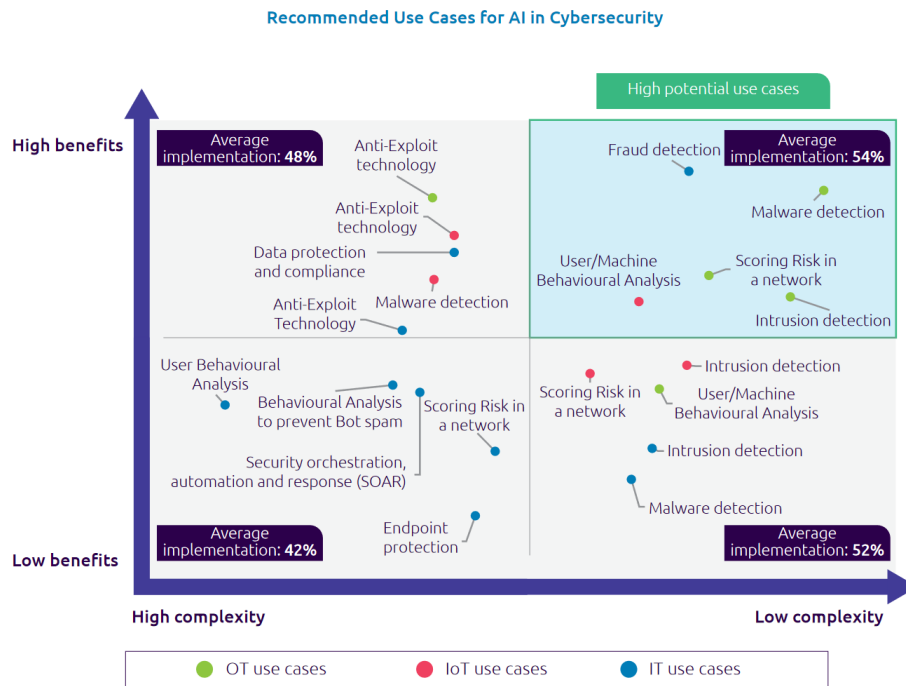 Recommended Use Cases for AI in Cybersecurity
High potential use cases
High benefits
Average
implementation: 48%
Anti-Exploit
technology
Fraud detection
Average
implementation: 54%
Anti-Exploit
technology
Malware detection
Data protection
and compliance
User/Machine
Behavioural Analysis
Scoring Risk in
a network
Malware detection
Anti-Exploit
Technology
Intrusion detection
User Behavioural
Analysis
Intrusion detection
Behavioural Analysis
to prevent Bot spam
Scoring Risk in
a network
Scoring Risk in
a network
User/Machine
Behavioural Analysis
Security orchestration,
automation and response (SOAR)
Intrusion detection
Malware detection
Endpoint
protection
Average
implementation: 42%
Average
implementation: 52%
Low benefits
High complexity
Low complexity
OT use cases
IoT use cases
IT use cases